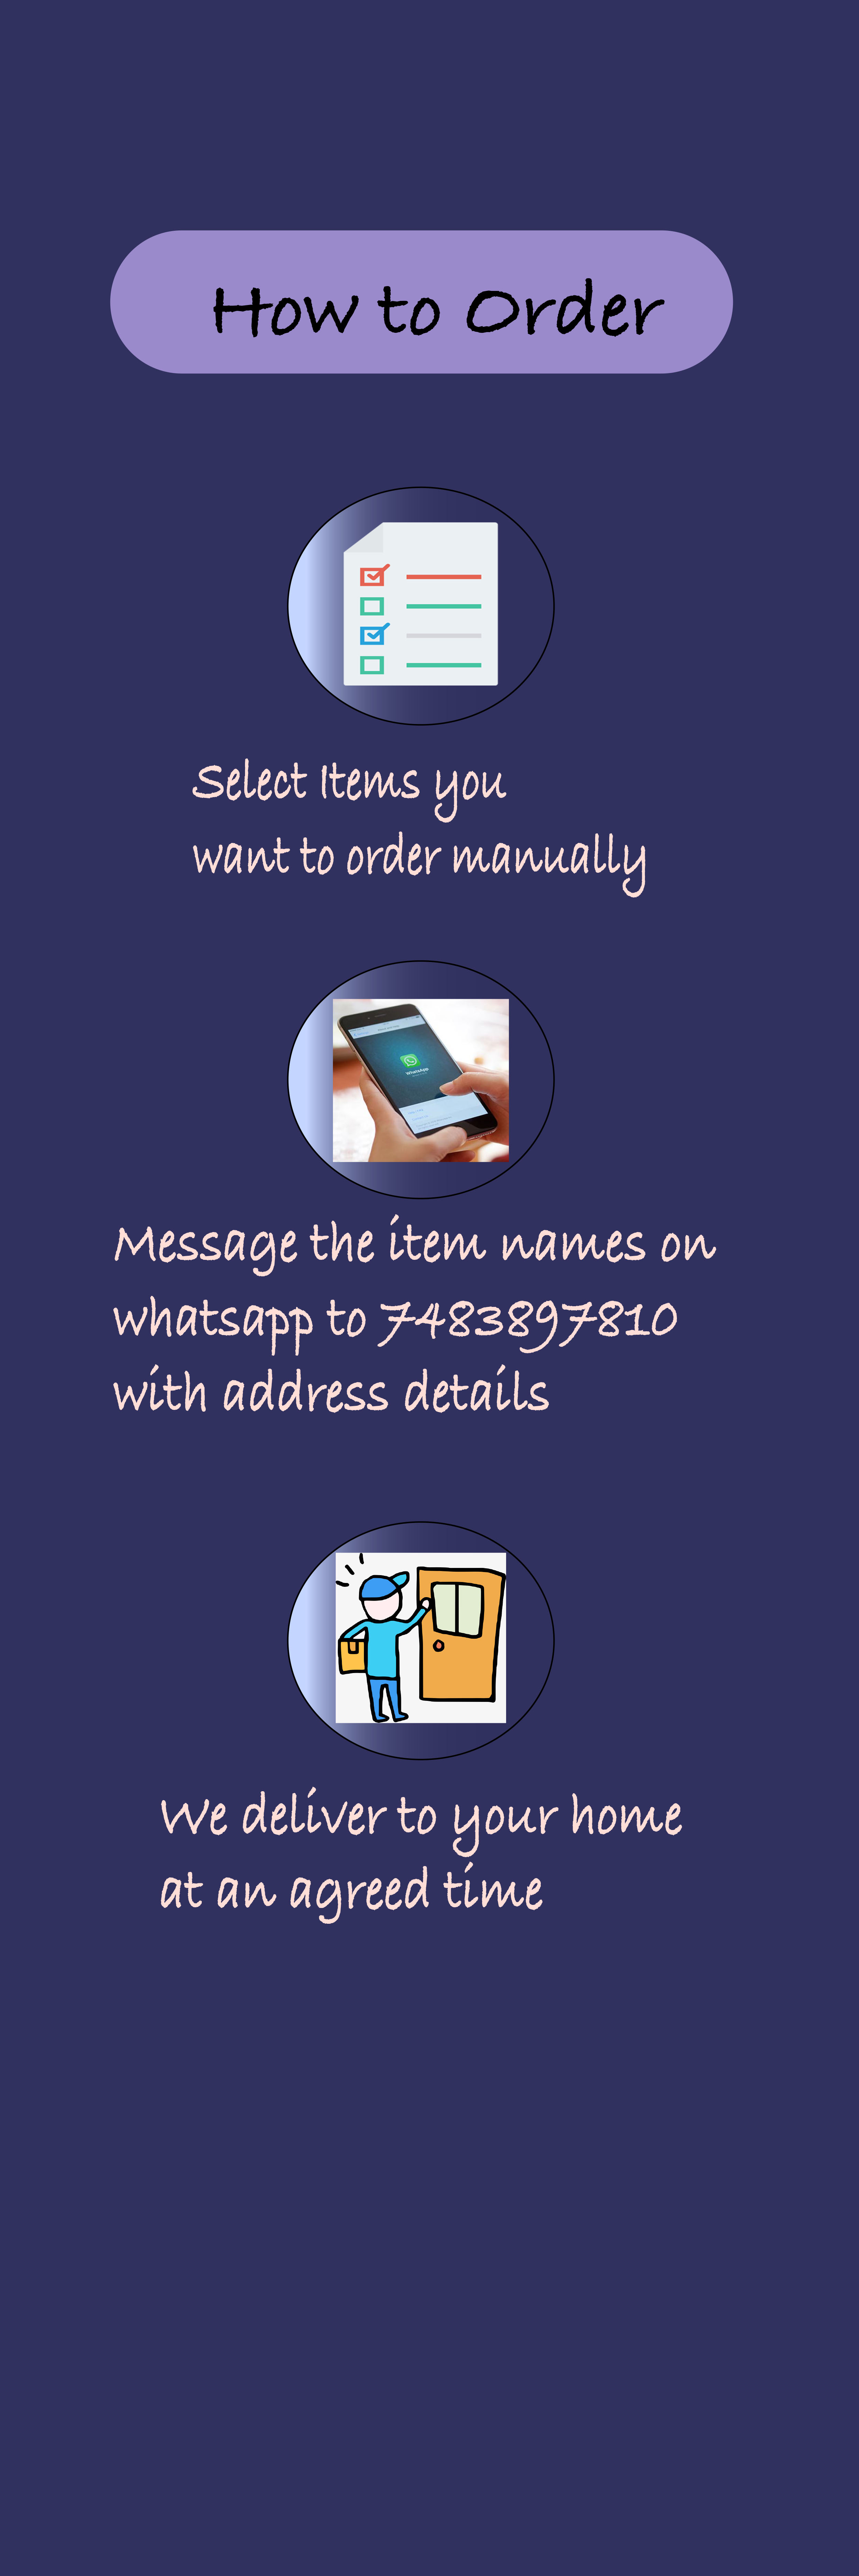 How to Order
Select Items you
want to order manually
WhatsApp
Message the item names on
whatsapp to 7483897810
with address details
We deliver to your home
at an agreed time